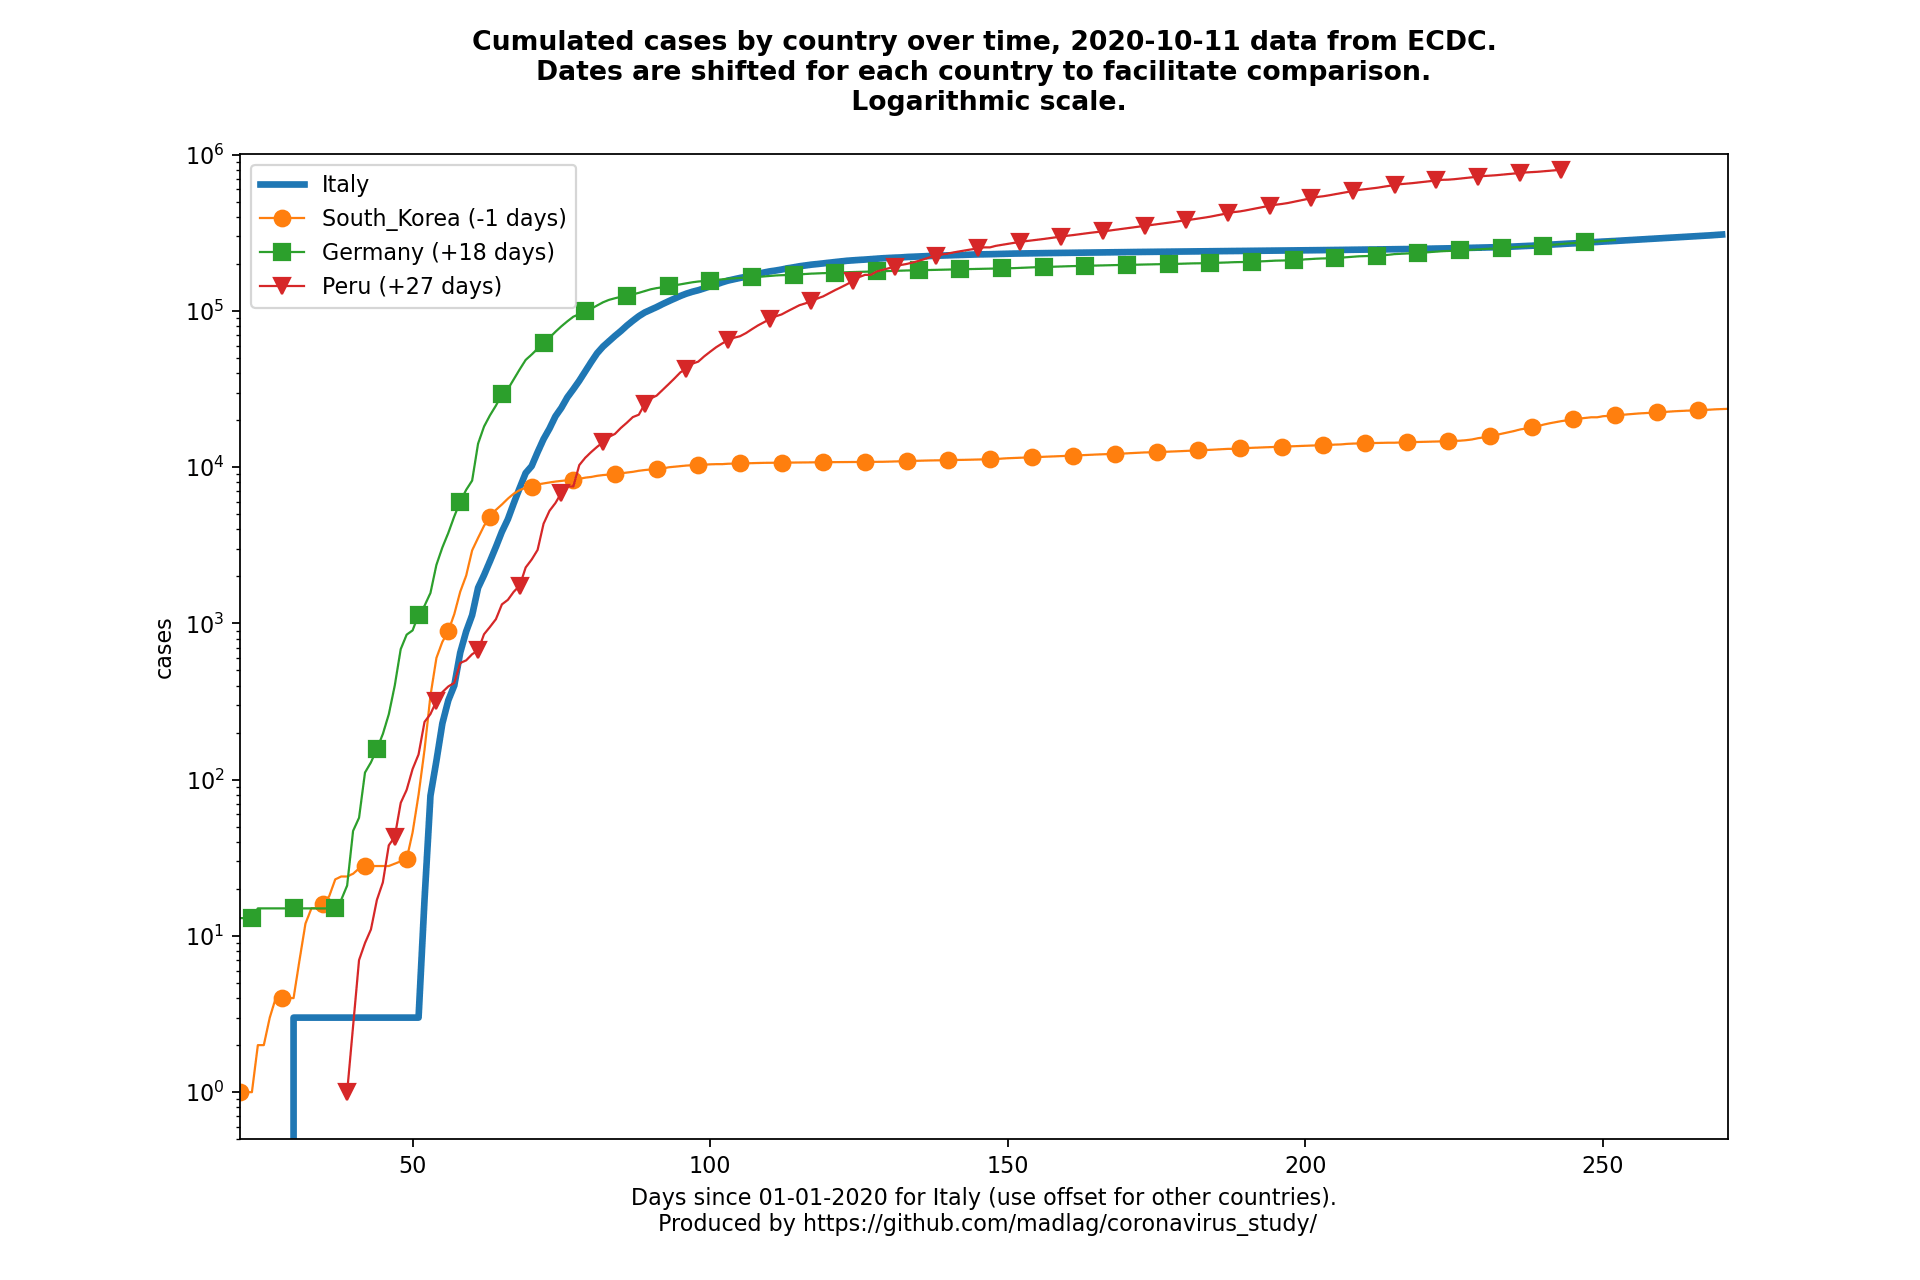 Cumulated cases by country over time, 2020-10-11 data from ECDC.
Dates are shifted for each country to facilitate comparison.
Logarithmic scale.
10^6
10^5
10^4
10^3
10^2
10^1
10^0
Italy
South_Korea (-1 days)
Germany (+18 days)
Peru (+27 days)
cases
50 100 150 200 250
Days since 01-01-2020 for Italy (use offset for other countries).
Produced by https://github.com/madlag/coronavirus_study/